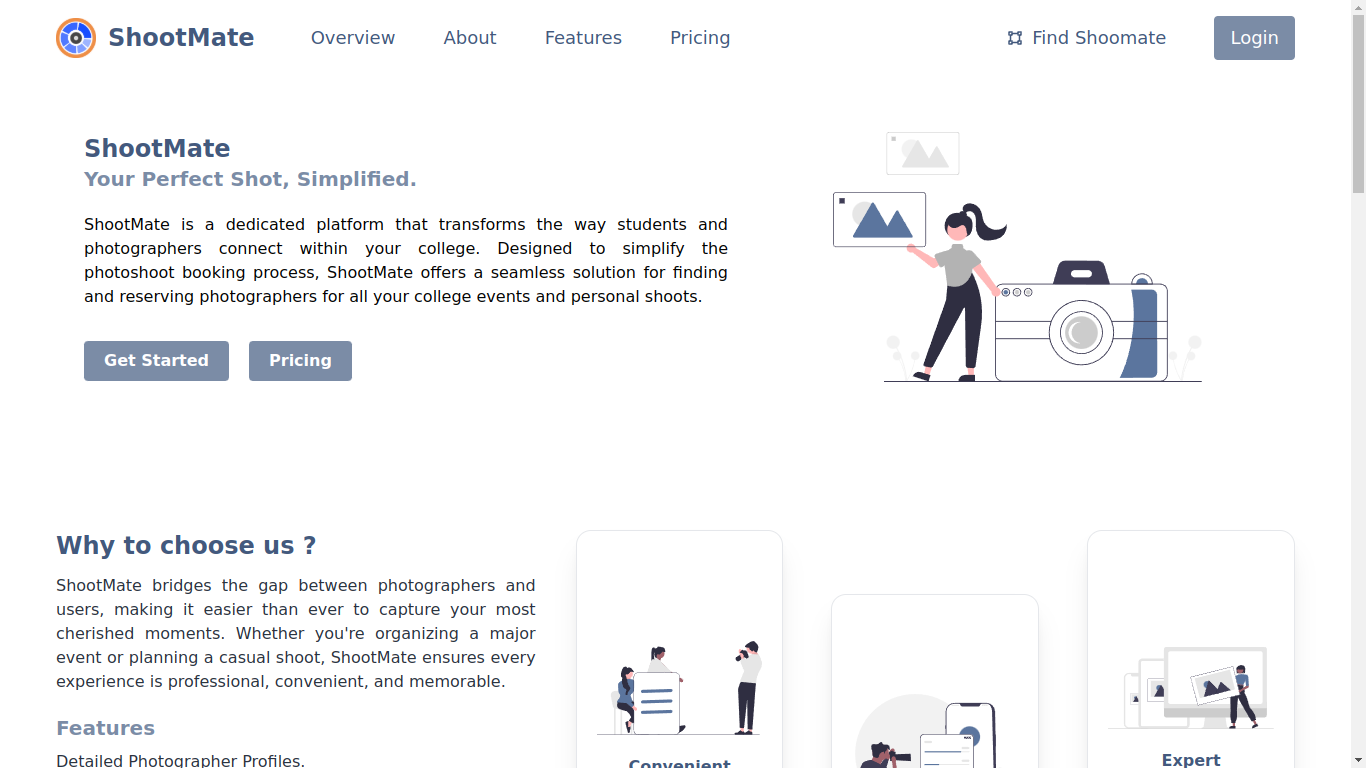 ShootMate
Overview
About
Features
Pricing
Find Shoomate
Login
ShootMate
Your Perfect Shot, Simplified.
ShootMate is a dedicated platform that transforms the way students and
photographers connect within your college. Designed to simplify the
photoshoot booking process, ShootMate offers a seamless solution for finding
and reserving photographers for all your college events and personal shoots.
Get Started
Pricing
Why to choose us ?
ShootMate bridges the gap between photographers and
users, making it easier than ever to capture your most
cherished moments. Whether you're organizing a major
event or planning a casual shoot, ShootMate ensures every
experience is professional, convenient, and memorable.
Features
Detailed Photographer Profiles.
Convenient
Expert